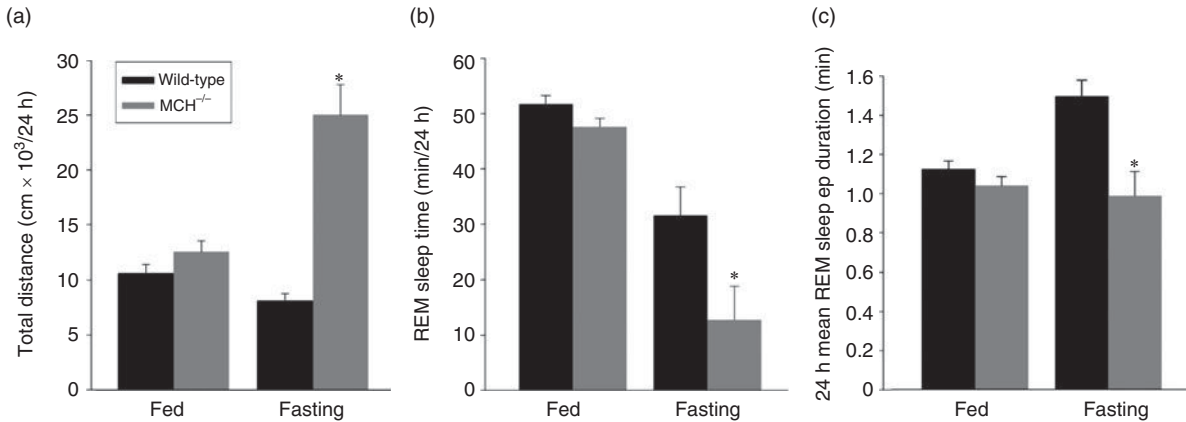 (a)
Total distance (cm × 10³/24 h)
30
25
20
15
10
5
0
Wild-type
MCH⁻/⁻
*
Fed
Fasting
(b)
REM sleep time (min/24 h)
60
50
40
30
20
10
0
*
Fed
Fasting
(c)
24 h mean REM sleep ep duration (min)
1.6
1.4
1.2
1.0
0.8
0.6
0.4
0.2
0
*
Fed
Fasting